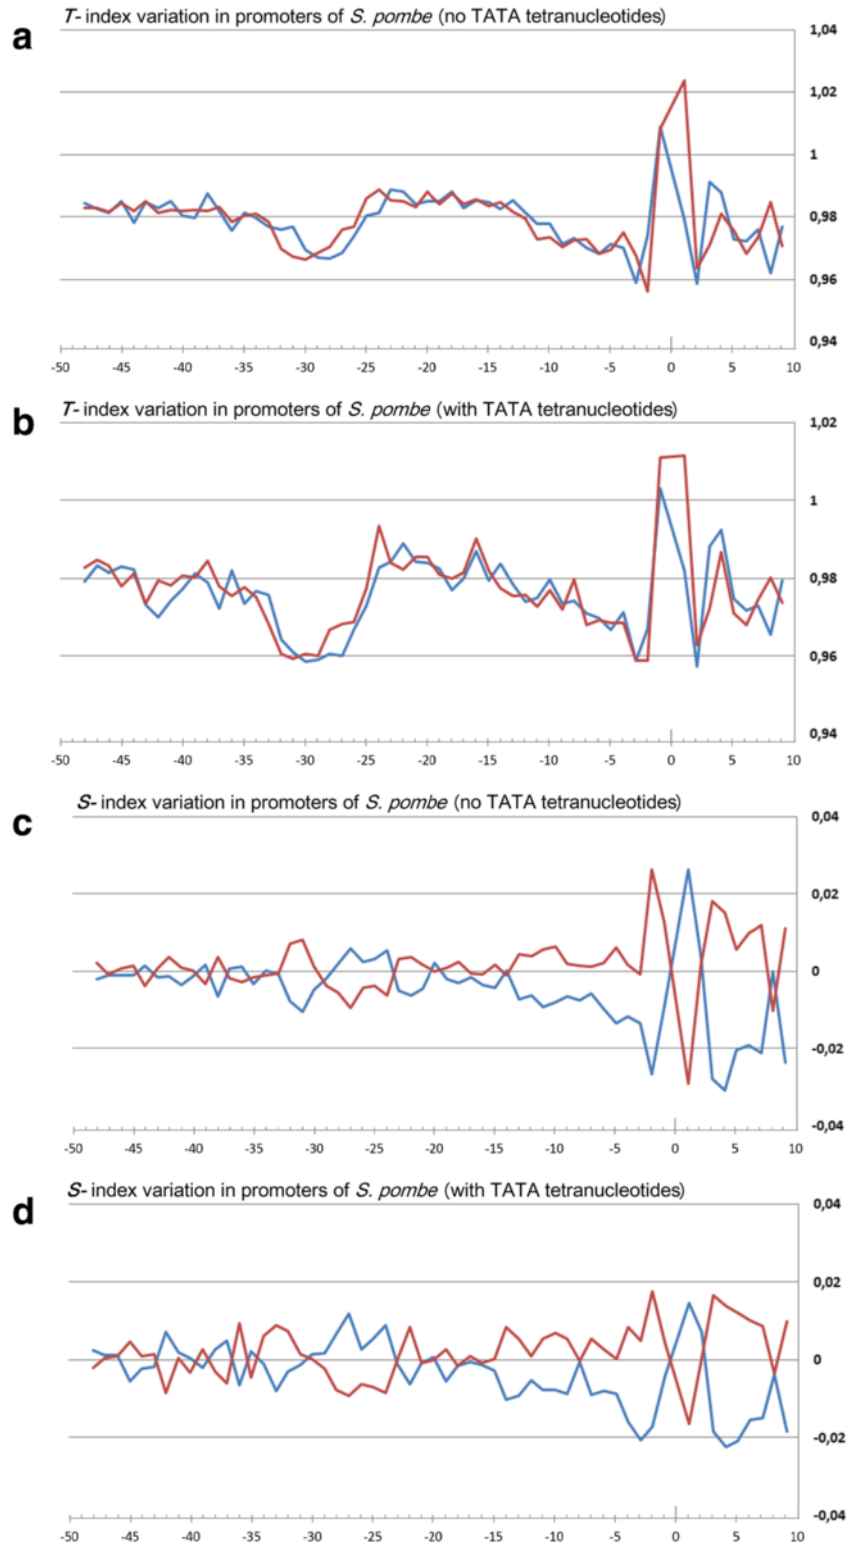 a
T- index variation in promoters of S. pombe (no TATA tetranucleotides)
1,04
1,02
1
0,98
0,96
0,94
-50 -45 -40 -35 -30 -25 -20 -15 -10 -5 0 5 10
b
T- index variation in promoters of S. pombe (with TATA tetranucleotides)
1,02
1
0,98
0,96
0,94
-50 -45 -40 -35 -30 -25 -20 -15 -10 -5 0 5 10
c
S- index variation in promoters of S. pombe (no TATA tetranucleotides)
0,04
0,02
0
-0,02
-0,04
-50 -45 -40 -35 -30 -25 -20 -15 -10 -5 0 5 10
d
S- index variation in promoters of S. pombe (with TATA tetranucleotides)
0,04
0,02
0
-0,02
-0,04
-50 -45 -40 -35 -30 -25 -20 -15 -10 -5 0 5 10